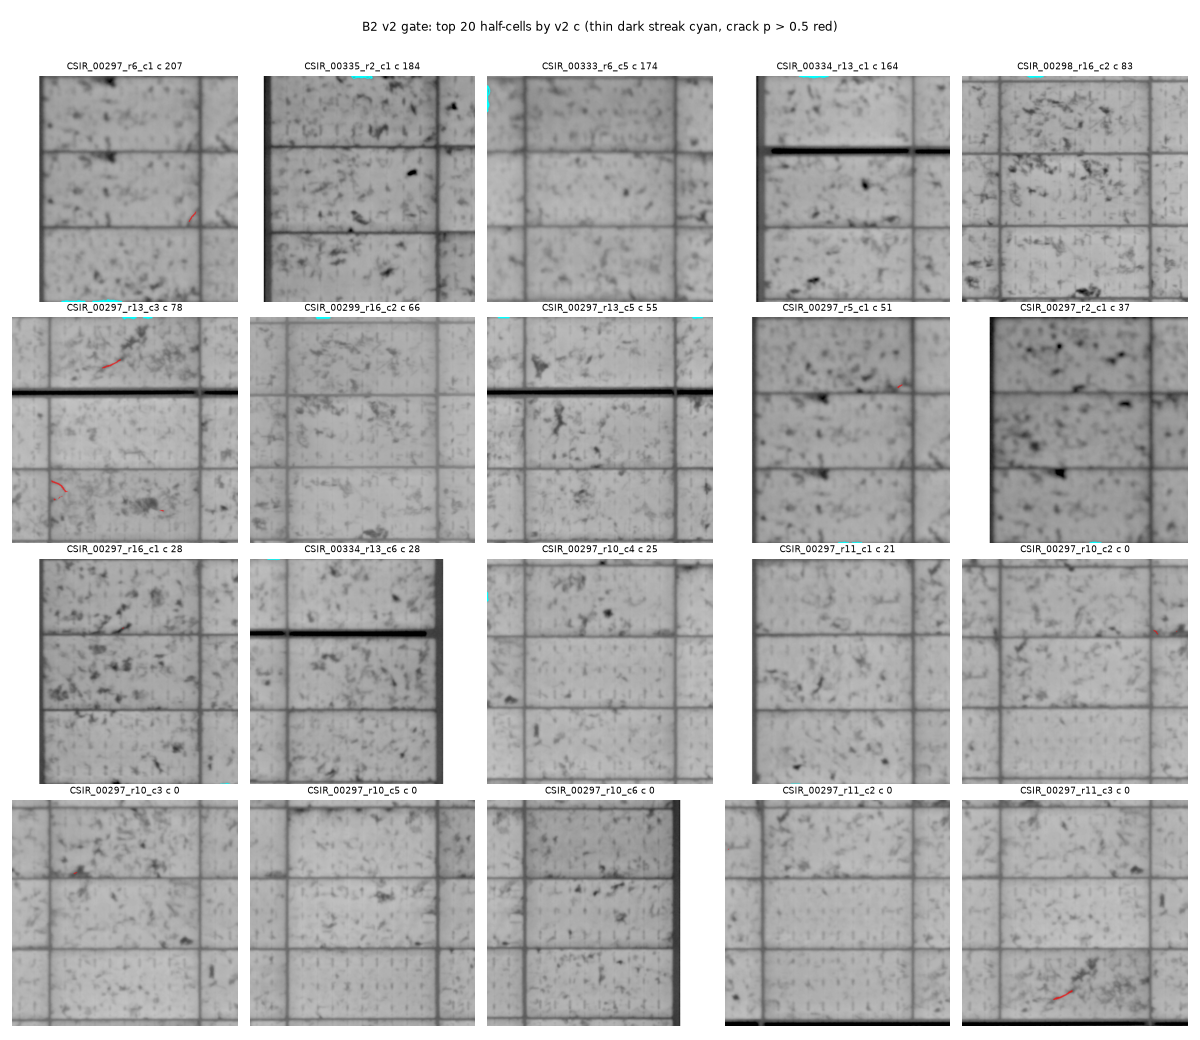 B2 v2 gate: top 20 half-cells by v2 c (thin dark streak cyan, crack p > 0.5 red)
CSIR_00297_r6_c1 c 207
CSIR_00335_r2_c1 c 184
CSIR_00333_r6_c5 c 174
CSIR_00334_r13_c1 c 164
CSIR_00298_r16_c2 c 83
CSIR_00297_r13_c3 c 78
CSIR_00299_r16_c2 c 66
CSIR_00297_r13_c5 c 55
CSIR_00297_r5_c1 c 51
CSIR_00297_r2_c1 c 37
CSIR_00297_r16_c1 c 28
CSIR_00334_r13_c6 c 28
CSIR_00297_r10_c4 c 25
CSIR_00297_r11_c1 c 21
CSIR_00297_r10_c2 c 0
CSIR_00297_r10_c3 c 0
CSIR_00297_r10_c5 c 0
CSIR_00297_r10_c6 c 0
CSIR_00297_r11_c2 c 0
CSIR_00297_r11_c3 c 0